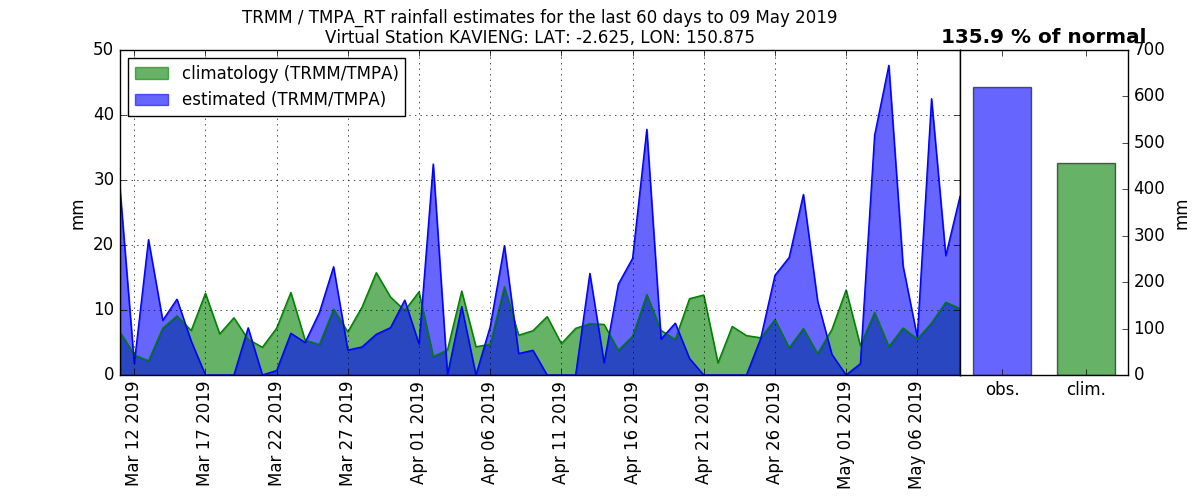 TRMM / TMPA_RT rainfall estimates for the last 60 days to 09 May 2019
Virtual Station KAVIENG: LAT: -2.625, LON: 150.875
135.9 % of normal
climatology (TRMM/TMPA)
estimated (TRMM/TMPA)
50
40
30
20
10
0
mm
Mar 12 2019
Mar 17 2019
Mar 22 2019
Mar 27 2019
Apr 01 2019
Apr 06 2019
Apr 11 2019
Apr 16 2019
Apr 21 2019
Apr 26 2019
May 01 2019
May 06 2019
obs.
clim.
700
600
500
400
300
200
100
0
mm